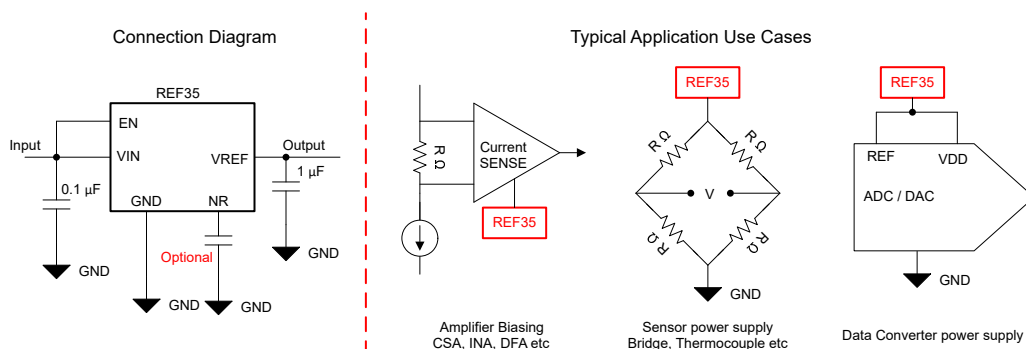 Connection Diagram
REF35
Input
EN
VIN
VREF
Output
0.1 µF
1 µF
GND
NR
Optional
GND
GND
GND
GND
Typical Application Use Cases
R Ω
Current
SENSE
REF35
Amplifier Biasing
CSA, INA, DFA etc
REF35
R Ω
R Ω
V
R Ω
R Ω
GND
Sensor power supply
Bridge, Thermocouple etc
REF35
REF
VDD
ADC / DAC
GND
Data Converter power supply